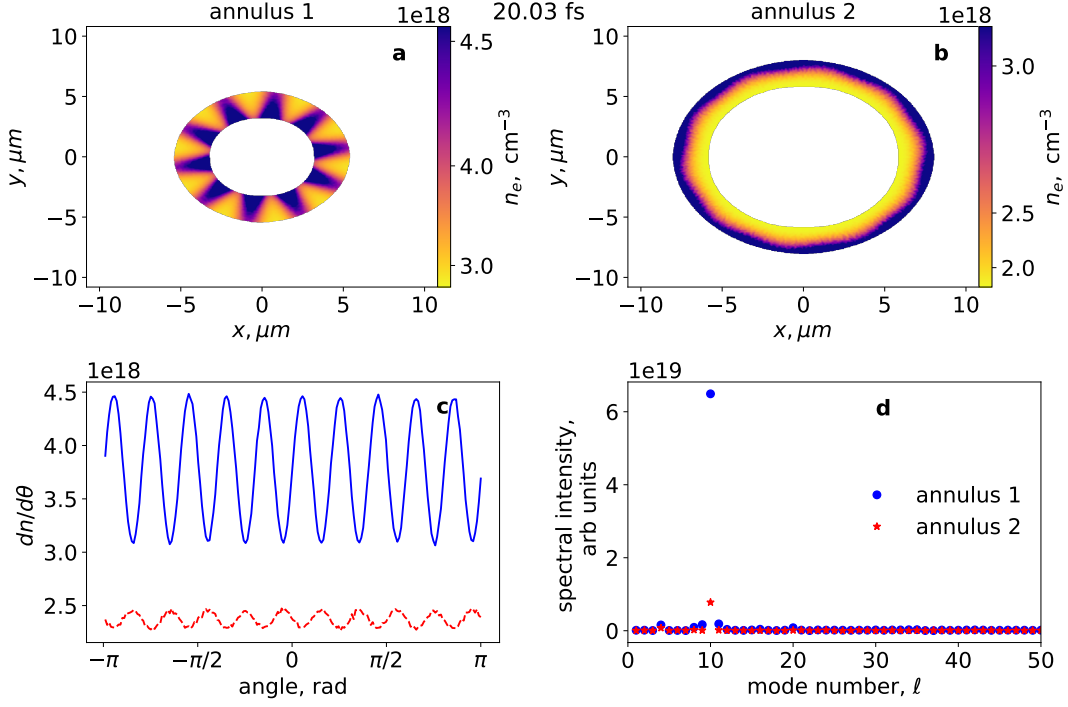 annulus 1
1e18
20.03 fs
annulus 2
1e18
a
b
10
5
0
−5
−10
y, μm
−10
−5
0
5
10
x, μm
4.5
4.0
3.0
n_e, cm⁻³
10
5
0
−5
−10
y, μm
−10
−5
0
5
10
x, μm
3.0
2.5
2.0
n_e, cm⁻³
1e18
c
4.5
4.0
3.5
3.0
2.5
dn/dθ
−π
−π/2
0
π/2
π
angle, rad
1e19
d
6
4
2
0
spectral intensity,
arb units
annulus 1
annulus 2
1
10
20
30
40
50
mode number, ℓ